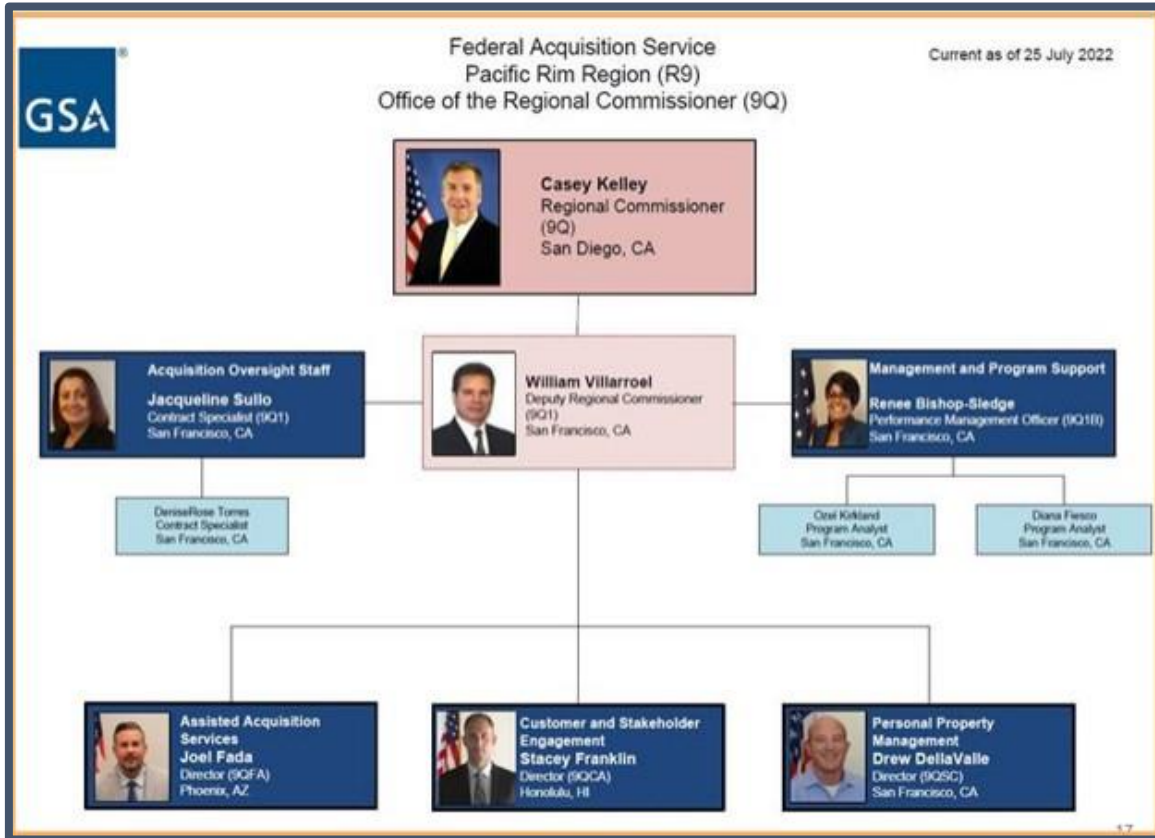 GSA
®
Federal Acquisition Service
Pacific Rim Region (R9)
Office of the Regional Commissioner (9Q)
Current as of 25 July 2022
Casey Kelley
Regional Commissioner
(9Q)
San Diego, CA
Acquisition Oversight Staff
Jacqueline Sullo
Contract Specialist (9Q1)
San Francisco, CA
William Villarroel
Deputy Regional Commissioner
(9Q1)
San Francisco, CA
Management and Program Support
Renee Bishop-Sledge
Performance Management Officer (9Q1B)
San Francisco, CA
DeniseRose Torres
Contract Specialist
San Francisco, CA
Ozel Kirkland
Program Analyst
San Francisco, CA
Diana Fiesco
Program Analyst
San Francisco, CA
Assisted Acquisition
Services
Joel Fada
Director (9QFA)
Phoenix, AZ
Customer and Stakeholder
Engagement
Stacey Franklin
Director (9QCA)
Honolulu, HI
Personal Property
Management
Drew DellaValle
Director (9QSC)
San Francisco, CA
17